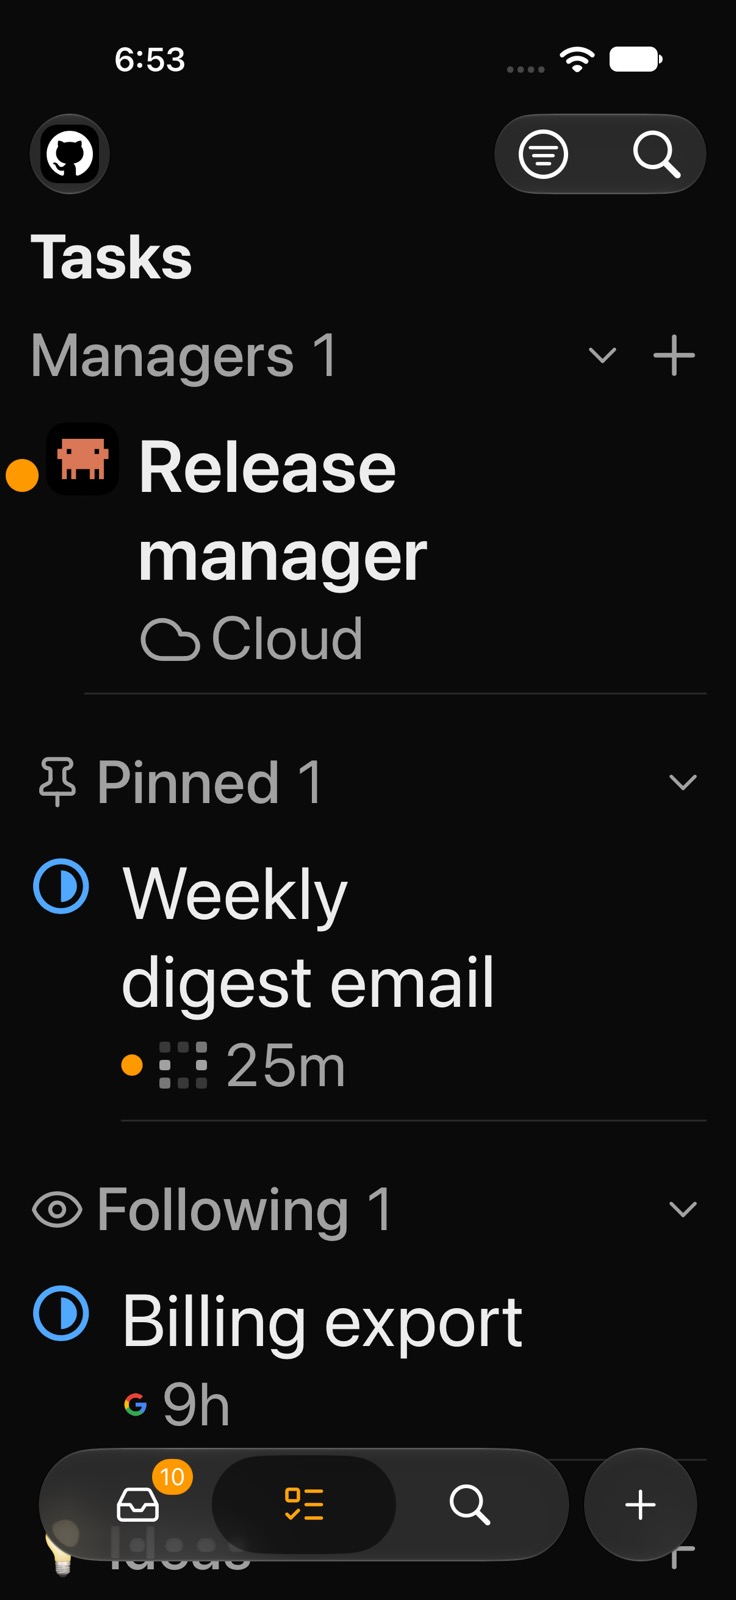 6:53
Tasks
Managers 1
Release
manager
Cloud
Pinned 1
Weekly
digest email
25m
Following 1
Billing export
9h
10
Ideas